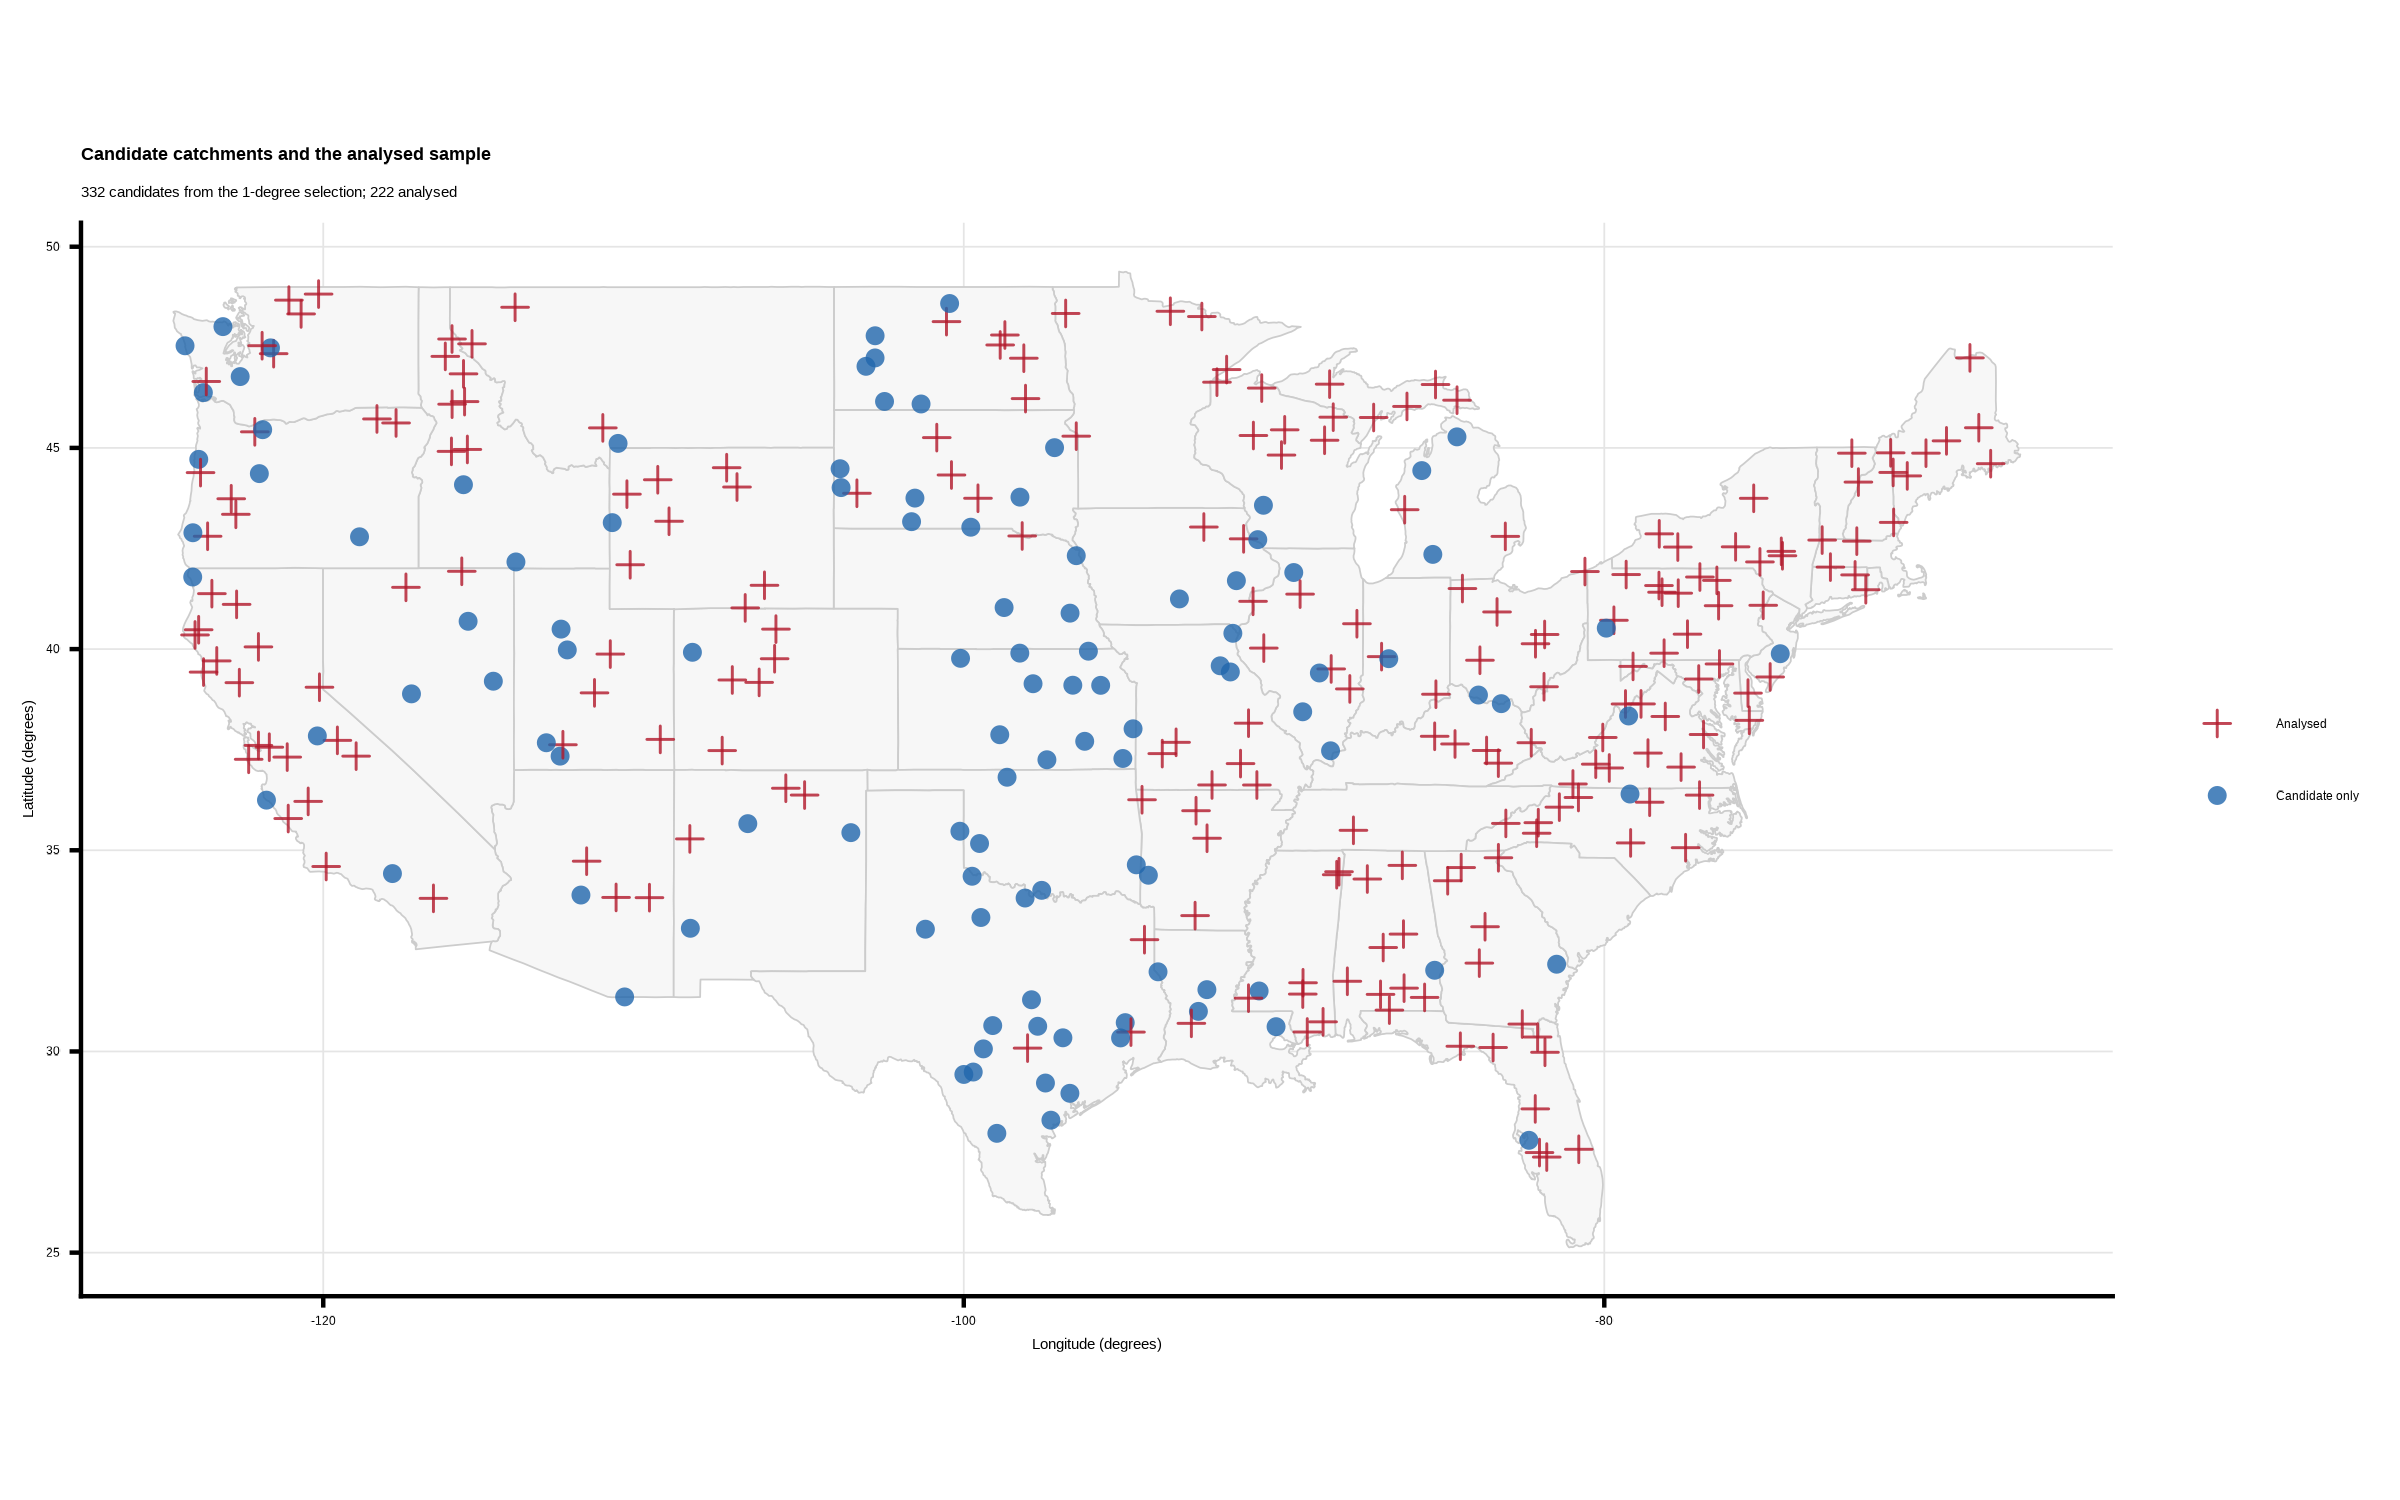 Candidate catchments and the analysed sample
332 candidates from the 1-degree selection; 222 analysed
50
45
40
35
30
25
Latitude (degrees)
-120
-100
-80
Longitude (degrees)
Analysed
Candidate only